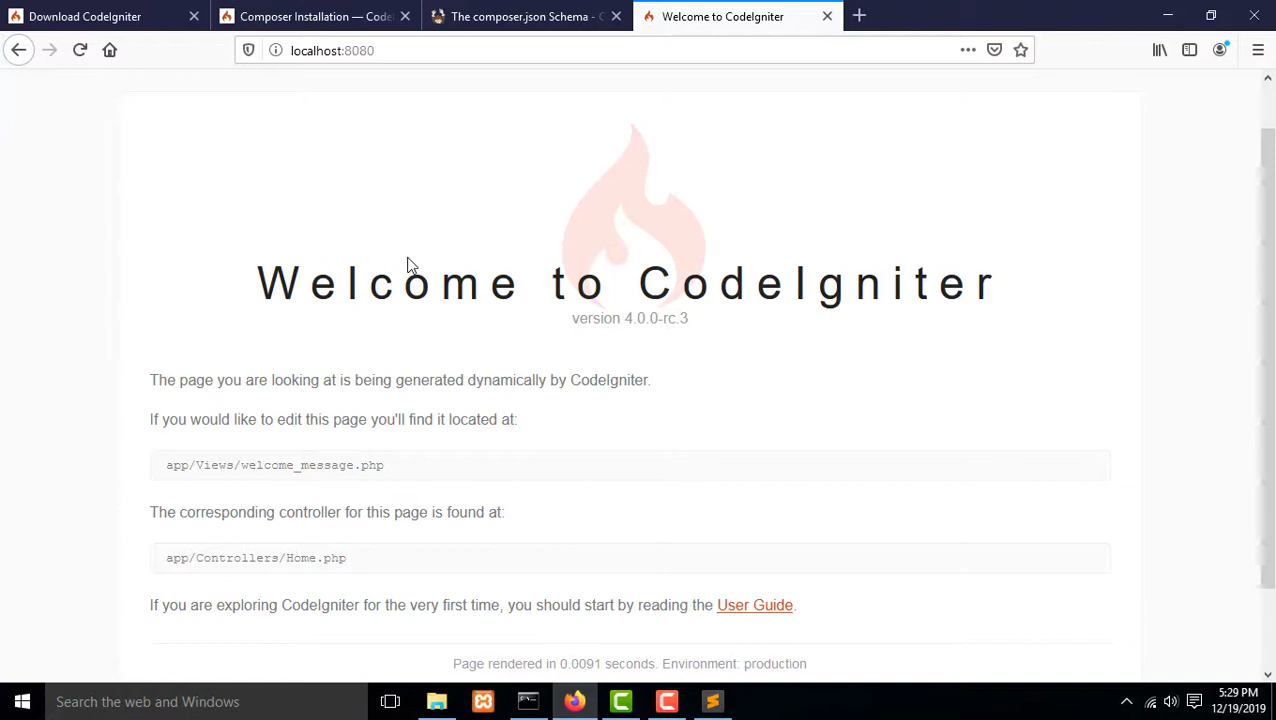 Download CodeIgniter
Composer Installation — Codei
The composer.json Schema - C
Welcome to CodeIgniter
localhost:8080
Welcome to CodeIgniter
version 4.0.0-rc.3
The page you are looking at is being generated dynamically by CodeIgniter.
If you would like to edit this page you'll find it located at:
app/Views/welcome_message.php
The corresponding controller for this page is found at:
app/Controllers/Home.php
If you are exploring CodeIgniter for the very first time, you should start by reading the User Guide.
Page rendered in 0.0091 seconds. Environment: production
Search the web and Windows
5:29 PM
12/19/2019